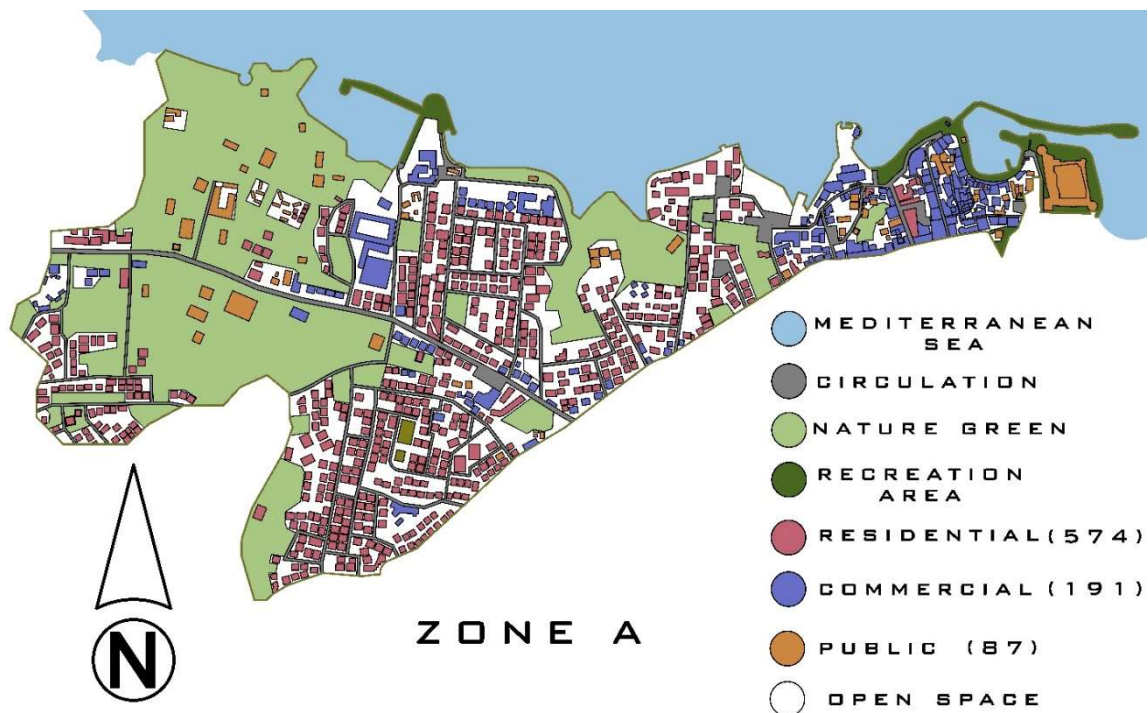 MEDITERRANEAN
SEA
CIRCULATION
NATURE GREEN
RECREATION
AREA
RESIDENTIAL (574)
COMMERCIAL (191)
PUBLIC (87)
OPEN SPACE
ZONE A
N